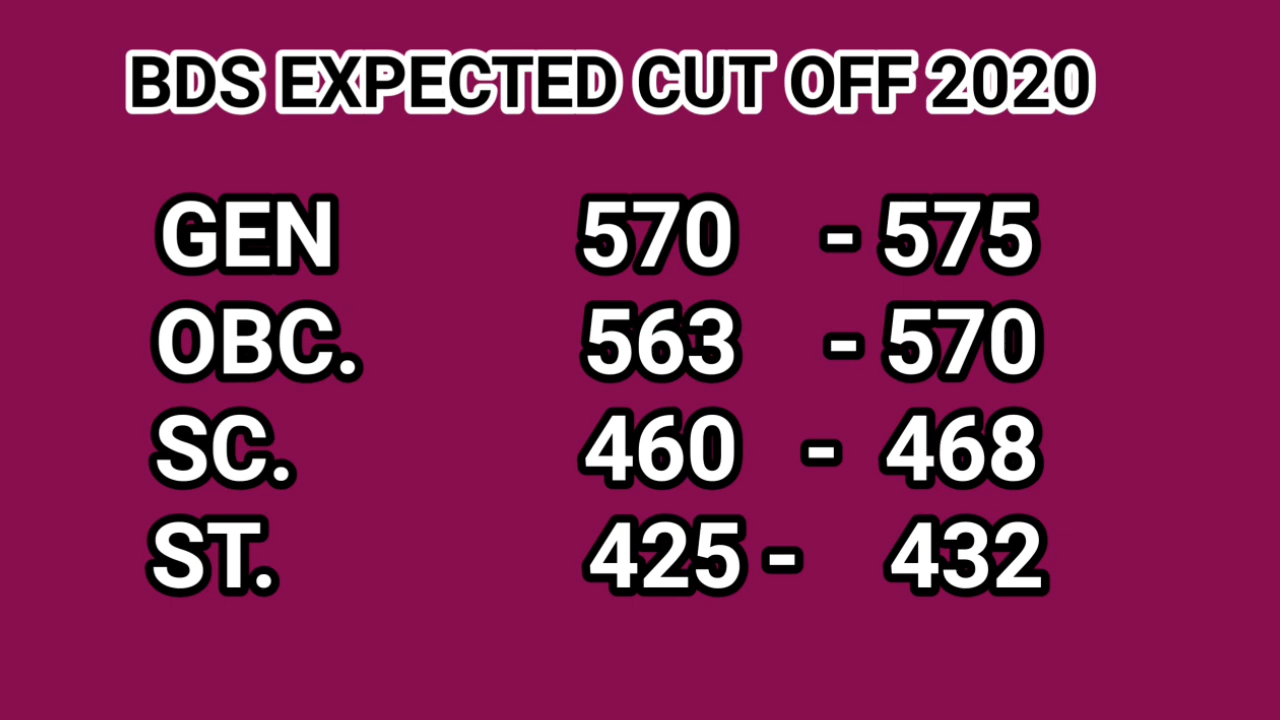 BDS EXPECTED CUT OFF 2020
GEN 570 - 575
OBC. 563 - 570
SC. 460 - 468
ST. 425 - 432